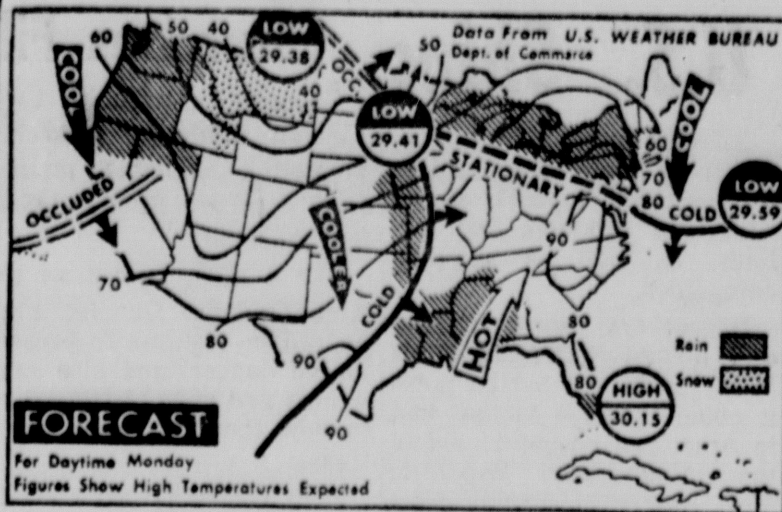 Data From U.S. WEATHER BUREAU
Dept. of Commerce
60
50
40
LOW
29.38
50
COOL
40
OCC.
LOW
29.41
COOL
60
70
80
STATIONARY
LOW
29.59
COLD
OCCLUDED
COOLER
90
70
COLD
80
HOT
80
90
80
HIGH
30.15
90
Rain
Snow
FORECAST
For Daytime Monday
Figures Show High Temperatures Expected